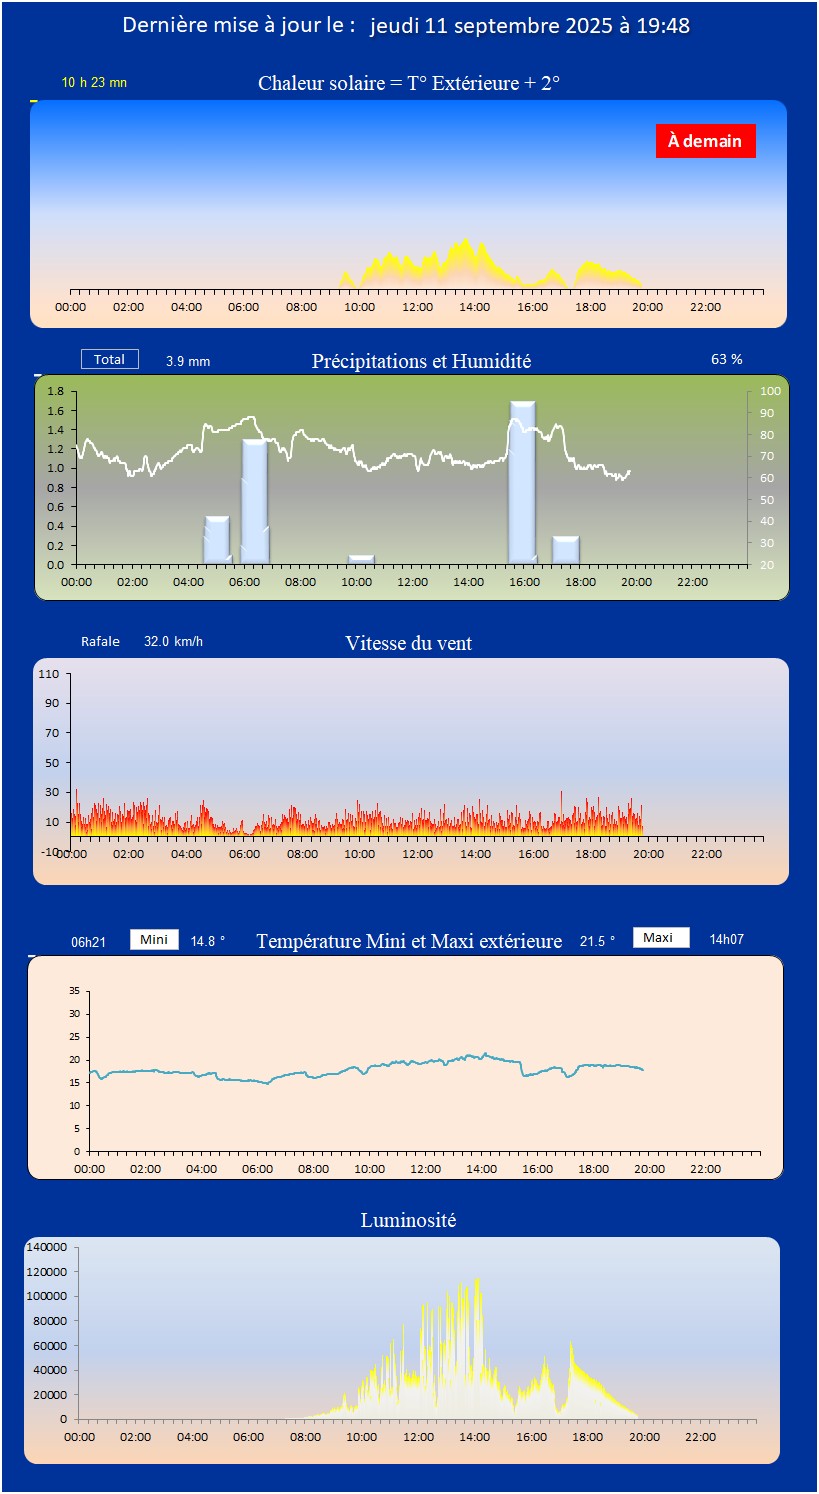 Dernière mise à jour le : jeudi 11 septembre 2025 à 19:48
10 h 23 mn Chaleur solaire = T° Extérieure + 2°
À demain
00:00 02:00 04:00 06:00 08:00 10:00 12:00 14:00 16:00 18:00 20:00 22:00
Total 3.9 mm Précipitations et Humidité 63 %
1.8 100
1.6 90
1.4 80
1.2 70
1.0 60
0.8 50
0.6 40
0.4 30
0.2 20
0.0
00:00 02:00 04:00 06:00 08:00 10:00 12:00 14:00 16:00 18:00 20:00 22:00
Rafale 32.0 km/h Vitesse du vent
110
90
70
50
30
10
-10
00:00 02:00 04:00 06:00 08:00 10:00 12:00 14:00 16:00 18:00 20:00 22:00
06h21 Mini 14.8 ° Température Mini et Maxi extérieure 21.5 ° Maxi 14h07
35
30
25
20
15
10
5
0
00:00 02:00 04:00 06:00 08:00 10:00 12:00 14:00 16:00 18:00 20:00 22:00
Luminosité
140000
120000
100000
80000
60000
40000
20000
0
00:00 02:00 04:00 06:00 08:00 10:00 12:00 14:00 16:00 18:00 20:00 22:00